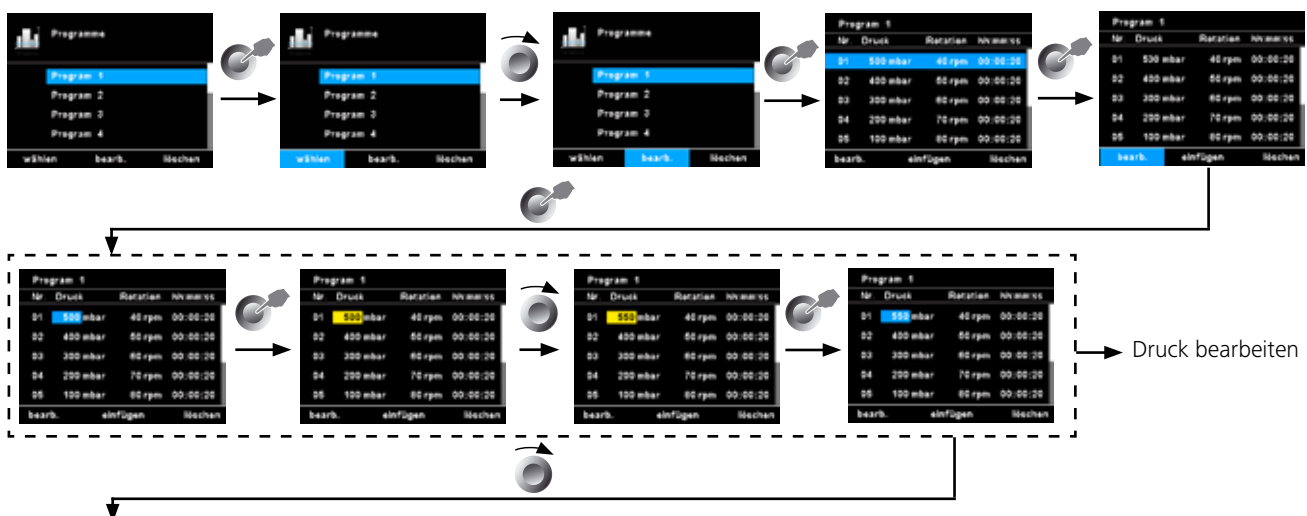 Programme
Program 1
Program 2
Program 3
Program 4
wählen bearb. löschen
Programme
Program 1
Program 2
Program 3
Program 4
wählen bearb. löschen
Programme
Program 1
Program 2
Program 3
Program 4
wählen bearb. löschen
Program 1
Nr. Druck Rotation hh:mm:ss
01 500 mbar 40 rpm 00:00:20
02 400 mbar 50 rpm 00:00:20
03 300 mbar 60 rpm 00:00:20
04 200 mbar 70 rpm 00:00:20
05 100 mbar 80 rpm 00:00:20
bearb. einfügen löschen
Program 1
Nr. Druck Rotation hh:mm:ss
01 500 mbar 40 rpm 00:00:20
02 400 mbar 50 rpm 00:00:20
03 300 mbar 60 rpm 00:00:20
04 200 mbar 70 rpm 00:00:20
05 100 mbar 80 rpm 00:00:20
bearb. einfügen löschen
Program 1
Nr. Druck Rotation hh:mm:ss
01 500 mbar 40 rpm 00:00:20
02 400 mbar 50 rpm 00:00:20
03 300 mbar 60 rpm 00:00:20
04 200 mbar 70 rpm 00:00:20
05 100 mbar 80 rpm 00:00:20
bearb. einfügen löschen
Program 1
Nr. Druck Rotation hh:mm:ss
01 500 mbar 40 rpm 00:00:20
02 400 mbar 50 rpm 00:00:20
03 300 mbar 60 rpm 00:00:20
04 200 mbar 70 rpm 00:00:20
05 100 mbar 80 rpm 00:00:20
bearb. einfügen löschen
Program 1
Nr. Druck Rotation hh:mm:ss
01 550 mbar 40 rpm 00:00:20
02 400 mbar 50 rpm 00:00:20
03 300 mbar 60 rpm 00:00:20
04 200 mbar 70 rpm 00:00:20
05 100 mbar 80 rpm 00:00:20
bearb. einfügen löschen
Program 1
Nr. Druck Rotation hh:mm:ss
01 550 mbar 40 rpm 00:00:20
02 400 mbar 50 rpm 00:00:20
03 300 mbar 60 rpm 00:00:20
04 200 mbar 70 rpm 00:00:20
05 100 mbar 80 rpm 00:00:20
bearb. einfügen löschen
Druck bearbeiten